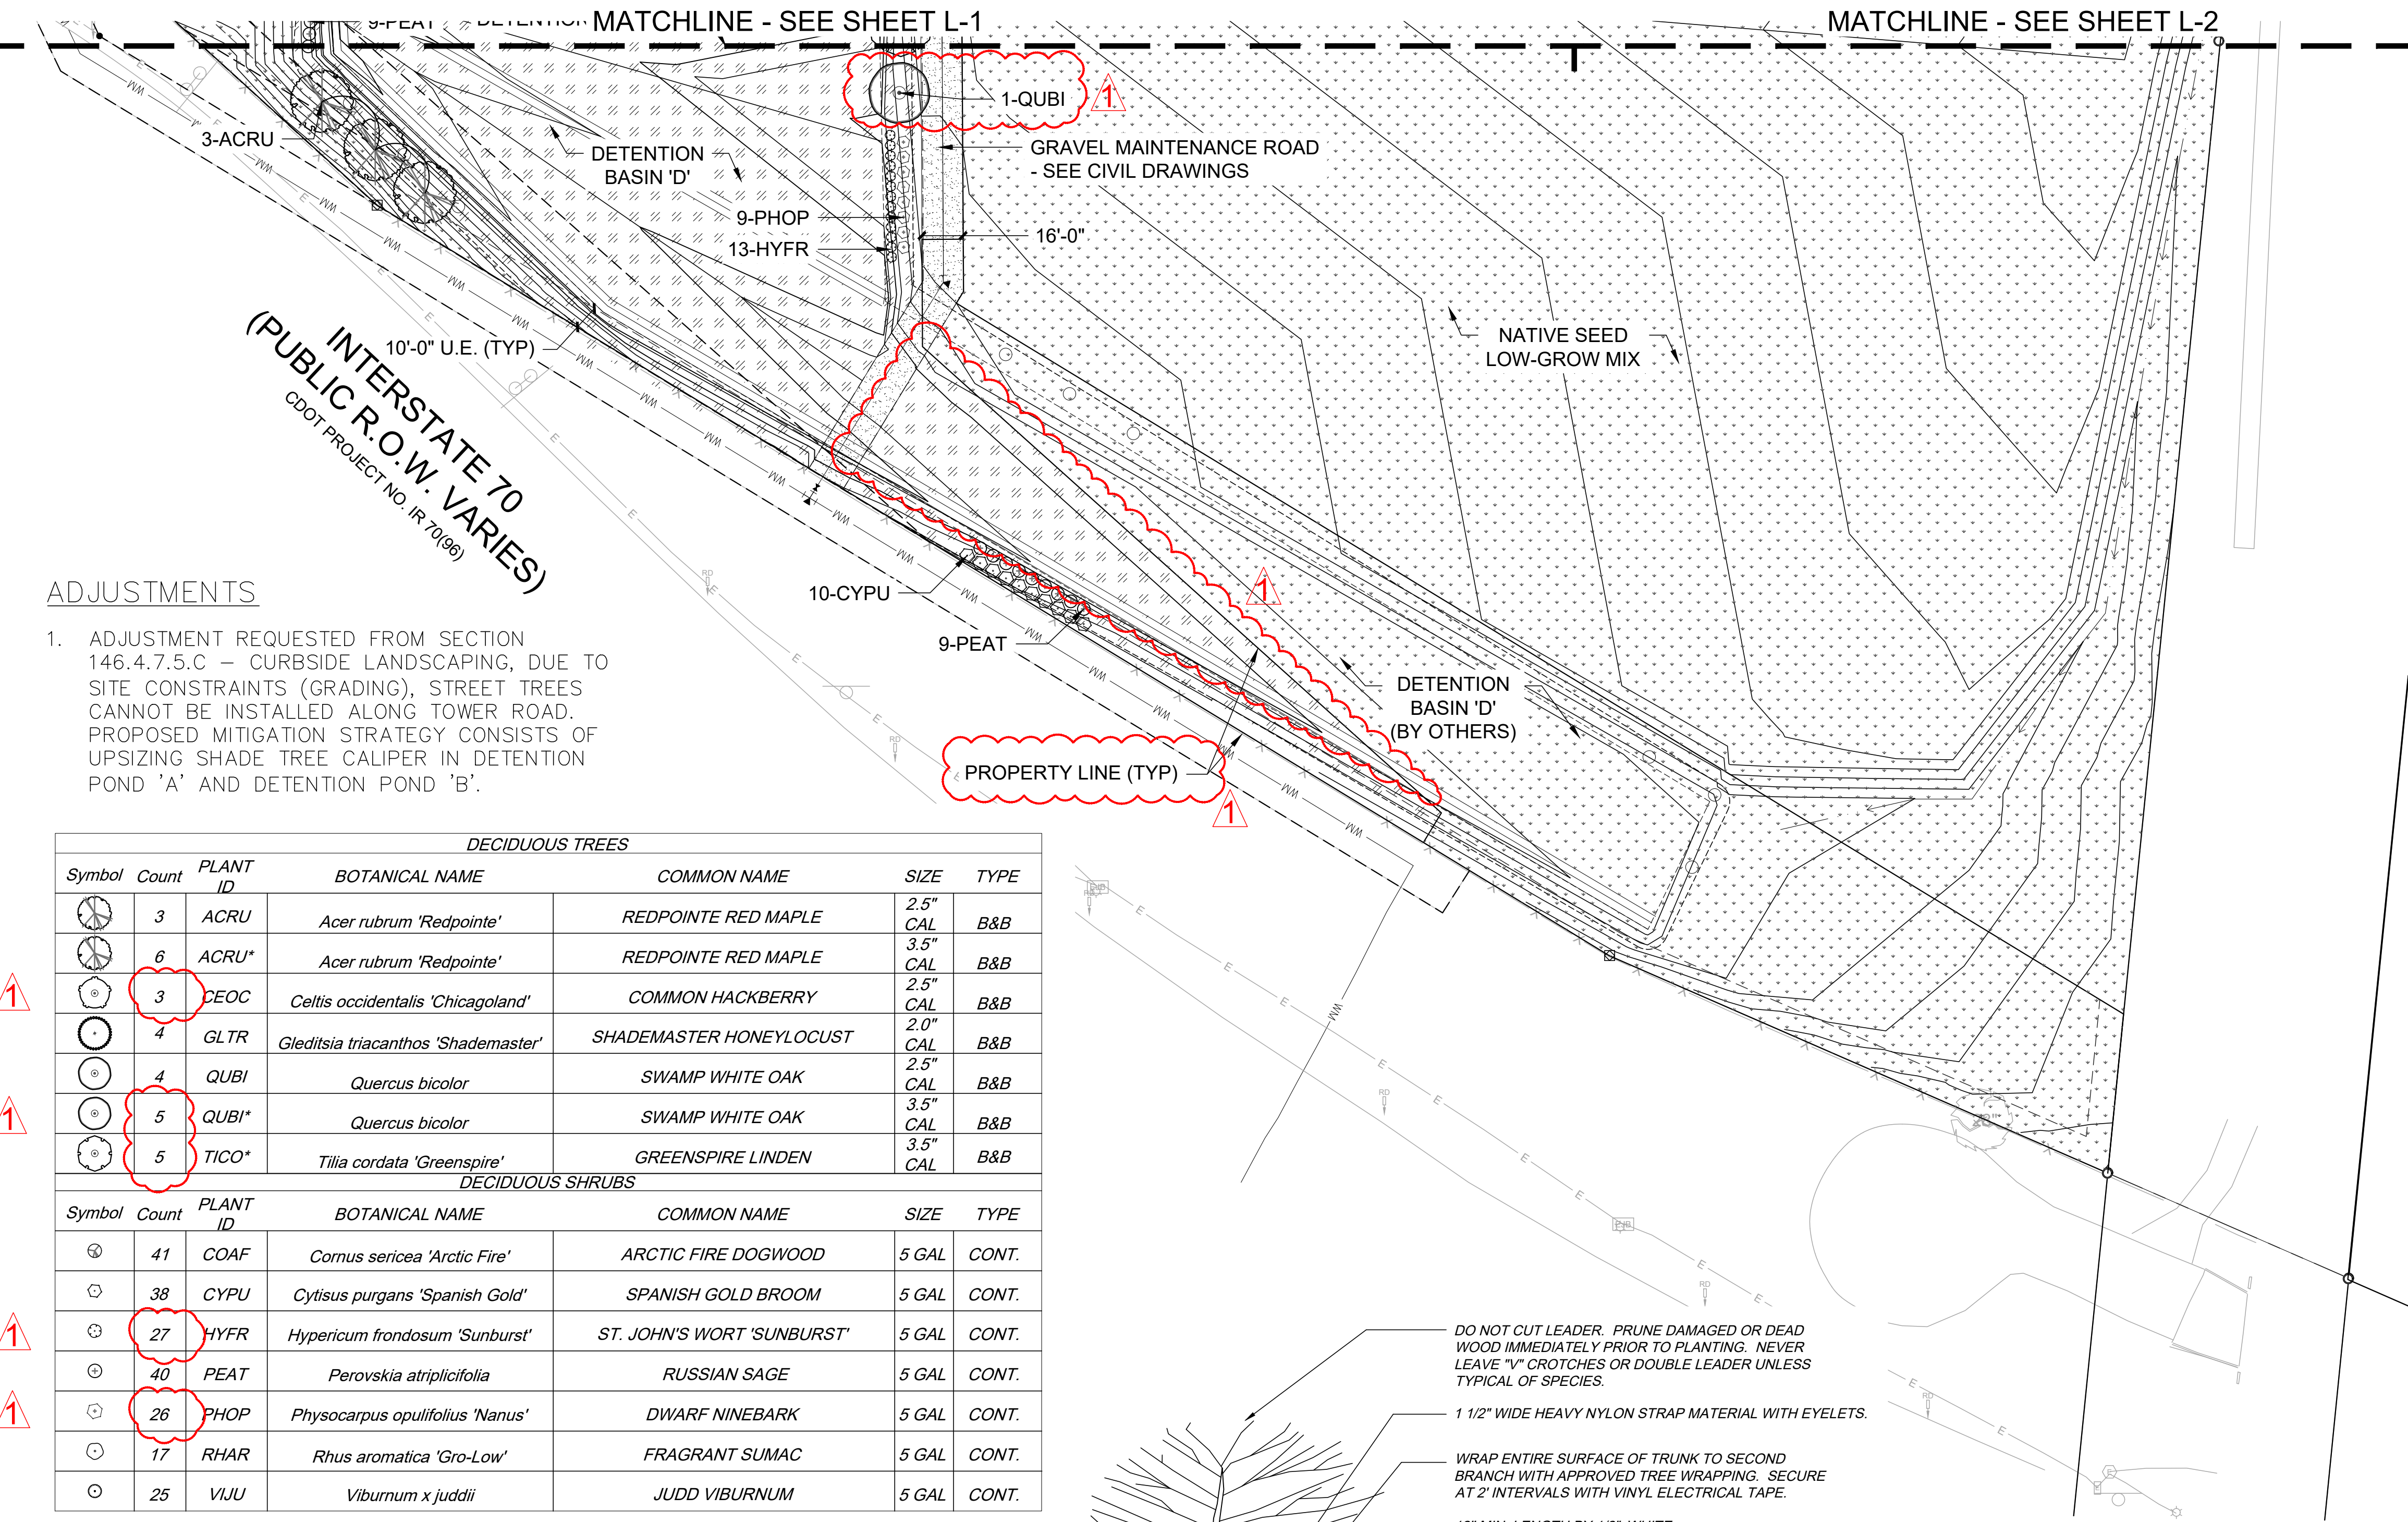 MATCHLINE - SEE SHEET L-1
MATCHLINE - SEE SHEET L-2
9-PEAT
1-QUBI
1
3-ACRU
DETENTION
BASIN 'D'
GRAVEL MAINTENANCE ROAD
- SEE CIVIL DRAWINGS
9-PHOP
13-HYFR
16'-0"
10'-0" U.E. (TYP)
NATIVE SEED
LOW-GROW MIX
INTERSTATE 70
(PUBLIC R.O.W. VARIES)
CDOT PROJECT NO. IR 70(96)
10-CYPU
9-PEAT
1
DETENTION
BASIN 'D'
(BY OTHERS)
PROPERTY LINE (TYP)
1
ADJUSTMENTS
1. ADJUSTMENT REQUESTED FROM SECTION
146.4.7.5.C – CURBSIDE LANDSCAPING, DUE TO
SITE CONSTRAINTS (GRADING), STREET TREES
CANNOT BE INSTALLED ALONG TOWER ROAD.
PROPOSED MITIGATION STRATEGY CONSISTS OF
UPSIZING SHADE TREE CALIPER IN DETENTION
POND 'A' AND DETENTION POND 'B'.
DECIDUOUS TREES
Symbol Count PLANT ID BOTANICAL NAME COMMON NAME SIZE TYPE
3 ACRU Acer rubrum 'Redpointe' REDPOINTE RED MAPLE 2.5" CAL B&B
6 ACRU* Acer rubrum 'Redpointe' REDPOINTE RED MAPLE 3.5" CAL B&B
1 3 CEOC Celtis occidentalis 'Chicagoland' COMMON HACKBERRY 2.5" CAL B&B
4 GLTR Gleditsia triacanthos 'Shademaster' SHADEMASTER HONEYLOCUST 2.0" CAL B&B
4 QUBI Quercus bicolor SWAMP WHITE OAK 2.5" CAL B&B
1 5 QUBI* Quercus bicolor SWAMP WHITE OAK 3.5" CAL B&B
5 TICO* Tilia cordata 'Greenspire' GREENSPIRE LINDEN 3.5" CAL B&B
DECIDUOUS SHRUBS
Symbol Count PLANT ID BOTANICAL NAME COMMON NAME SIZE TYPE
41 COAF Cornus sericea 'Arctic Fire' ARCTIC FIRE DOGWOOD 5 GAL CONT.
38 CYPU Cytisus purgans 'Spanish Gold' SPANISH GOLD BROOM 5 GAL CONT.
1 27 HYFR Hypericum frondosum 'Sunburst' ST. JOHN'S WORT 'SUNBURST' 5 GAL CONT.
40 PEAT Perovskia atriplicifolia RUSSIAN SAGE 5 GAL CONT.
1 26 PHOP Physocarpus opulifolius 'Nanus' DWARF NINEBARK 5 GAL CONT.
17 RHAR Rhus aromatica 'Gro-Low' FRAGRANT SUMAC 5 GAL CONT.
25 VIJU Viburnum x juddii JUDD VIBURNUM 5 GAL CONT.
DO NOT CUT LEADER. PRUNE DAMAGED OR DEAD
WOOD IMMEDIATELY PRIOR TO PLANTING. NEVER
LEAVE "V" CROTCHES OR DOUBLE LEADER UNLESS
TYPICAL OF SPECIES.
1 1/2" WIDE HEAVY NYLON STRAP MATERIAL WITH EYELETS.
WRAP ENTIRE SURFACE OF TRUNK TO SECOND
BRANCH WITH APPROVED TREE WRAPPING. SECURE
AT 2' INTERVALS WITH VINYL ELECTRICAL TAPE.